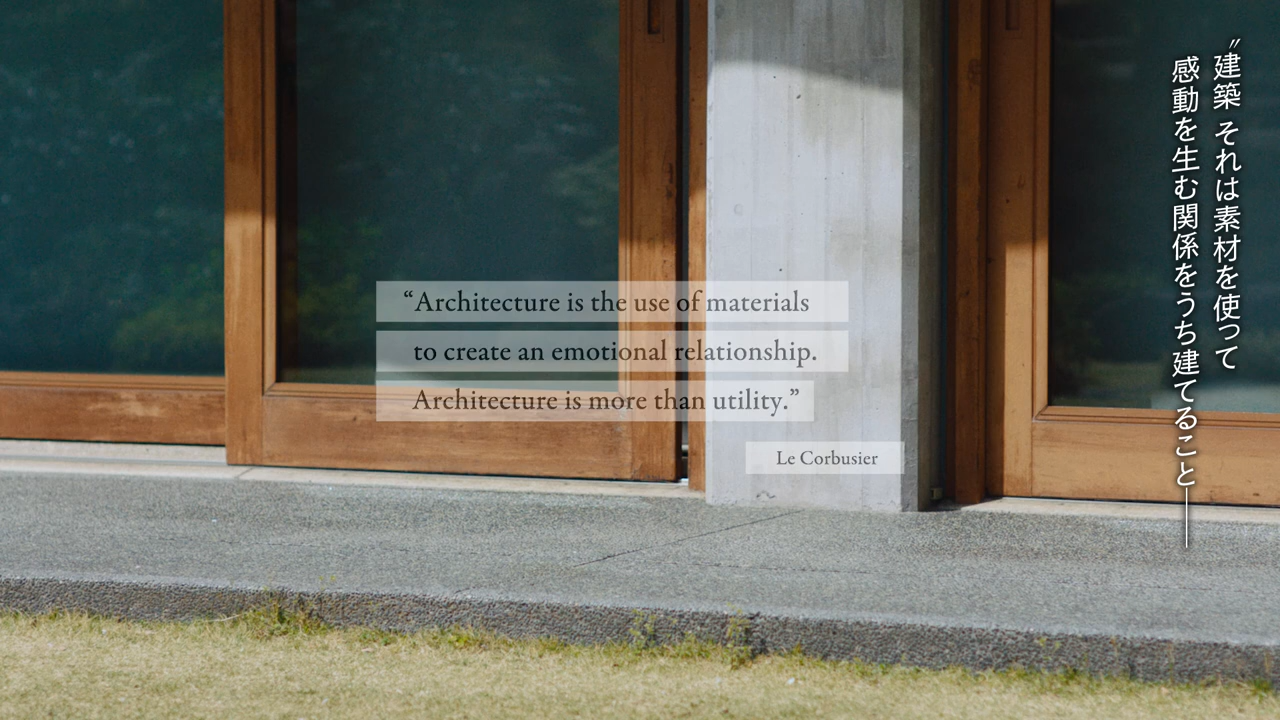 “Architecture is the use of materials
to create an emotional relationship.
Architecture is more than utility.”
Le Corbusier
〝建築 それは素材を使って
感動を生む関係をうち建てること──